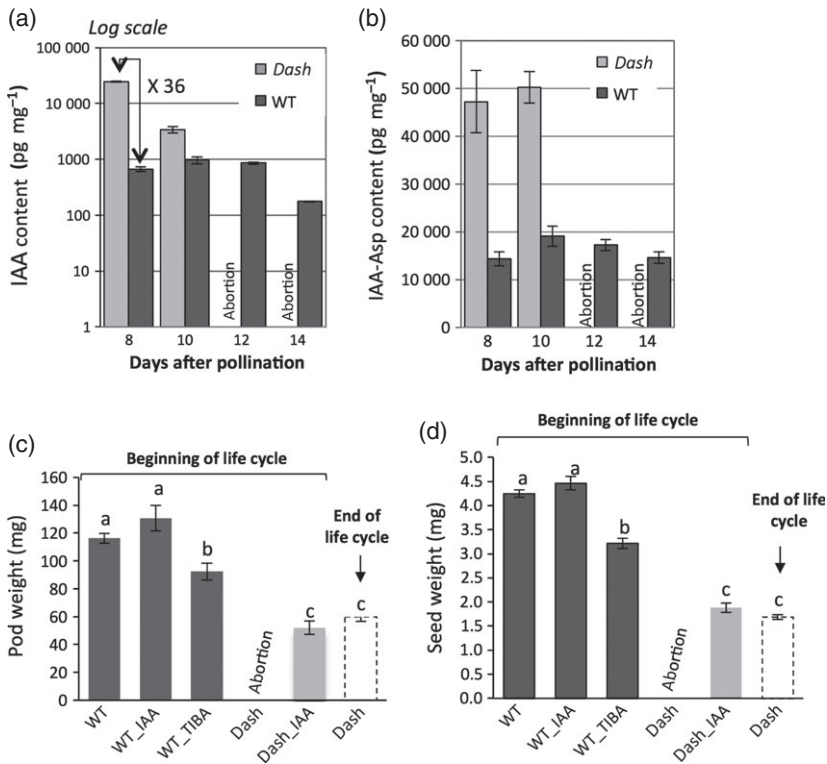 (a)
Log scale
100 000
10 000
1000
100
10
1
IAA content (pg mg⁻¹)
X 36
Dash
WT
Abortion
Abortion
8 10 12 14
Days after pollination
(b)
60 000
50 000
40 000
30 000
20 000
10 000
0
IAA-Asp content (pg mg⁻¹)
Dash
WT
Abortion
Abortion
8 10 12 14
Days after pollination
(c)
Beginning of life cycle
160
140
120
100
80
60
40
20
0
Pod weight (mg)
a
a
b
Abortion
c
c
End of
life cycle
WT
WT_IAA
WT_TIBA
Dash
Dash_IAA
Dash
(d)
Beginning of life cycle
5.0
4.5
4.0
3.5
3.0
2.5
2.0
1.5
1.0
0.5
0.0
Seed weight (mg)
a
a
b
Abortion
c
c
End of life
cycle
WT
WT_IAA
WT_TIBA
Dash
Dash_IAA
Dash